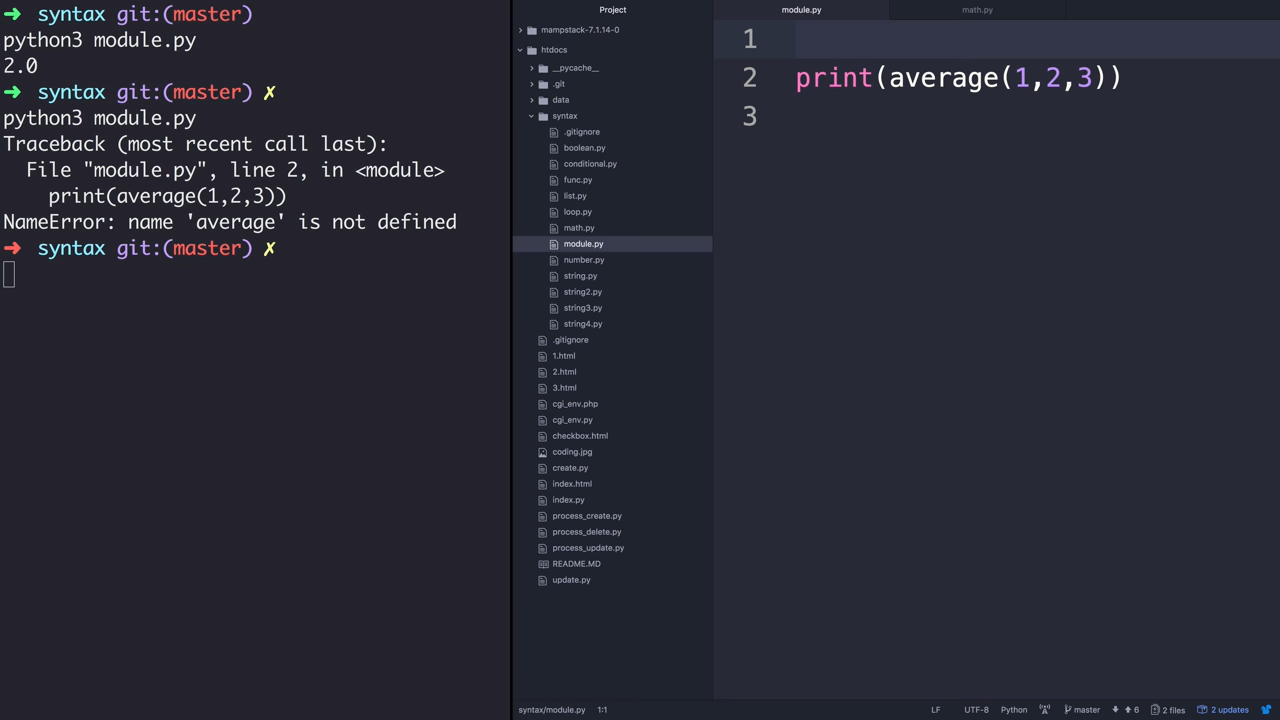 ➜  syntax git:(master)
python3 module.py
2.0
➜  syntax git:(master) ✗
python3 module.py
Traceback (most recent call last):
  File "module.py", line 2, in <module>
    print(average(1,2,3))
NameError: name 'average' is not defined
➜  syntax git:(master) ✗
Project
mampstack-7.1.14-0
htdocs
__pycache__
.git
data
syntax
.gitignore
boolean.py
conditional.py
func.py
list.py
loop.py
math.py
module.py
number.py
string.py
string2.py
string3.py
string4.py
.gitignore
1.html
2.html
3.html
cgi_env.php
cgi_env.py
checkbox.html
coding.jpg
create.py
index.html
index.py
process_create.py
process_delete.py
process_update.py
README.MD
update.py
module.py math.py
1
2 print(average(1,2,3))
3
syntax/module.py 1:1 LF UTF-8 Python master 6 2 files 2 updates